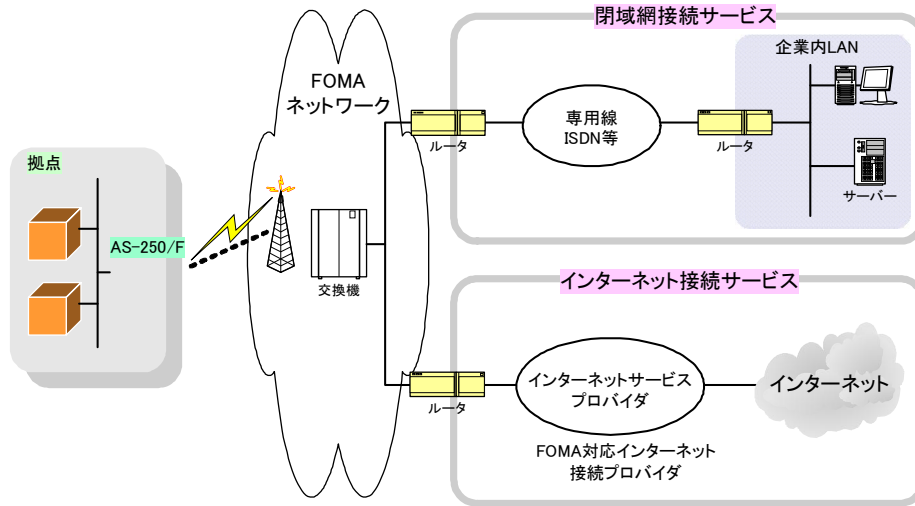 閉域網接続サービス
企業内LAN
FOMA
ネットワーク
専用線
ISDN等
ルータ
ルータ
サーバー
拠点
AS-250/F
交換機
インターネット接続サービス
インターネットサービス
プロバイダ
インターネット
ルータ
FOMA対応インターネット
接続プロバイダ